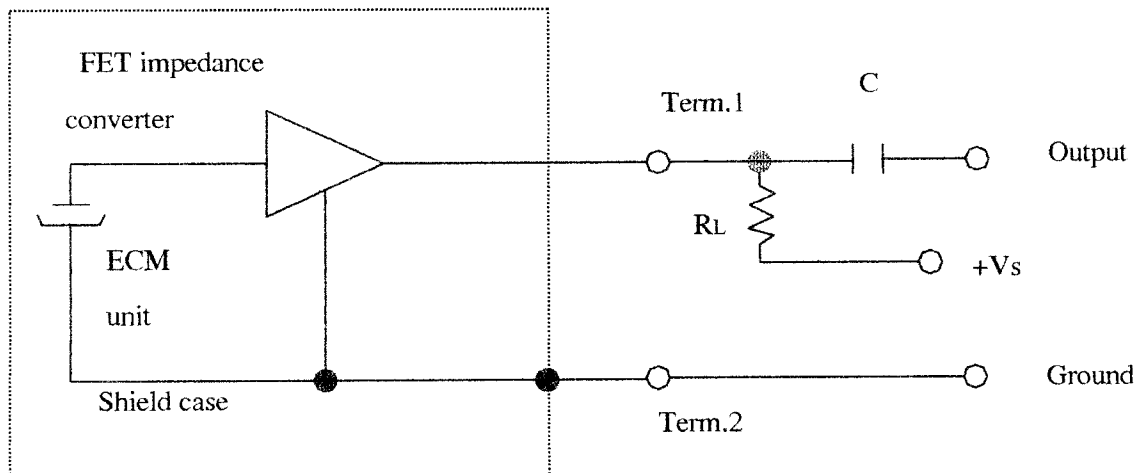 FET impedance
converter
ECM
unit
Shield case
Term.1
C
Output
RL
+Vs
Term.2
Ground